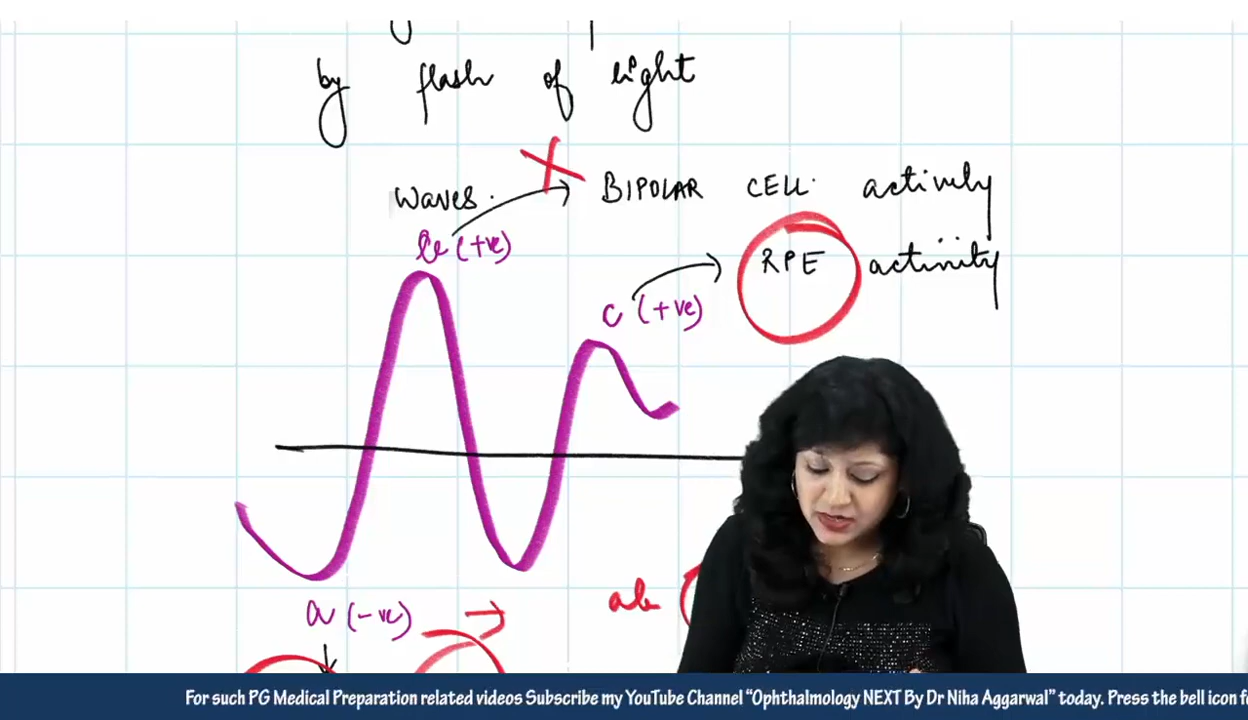 by flash of light
waves. BIPOLAR CELL. activity
b (+ve)
RPE activity
c (+ve)
a (-ve)
ab
For such PG Medical Preparation related videos Subscribe my YouTube Channel "Ophthalmology NEXT By Dr Niha Aggarwal" today. Press the bell icon f